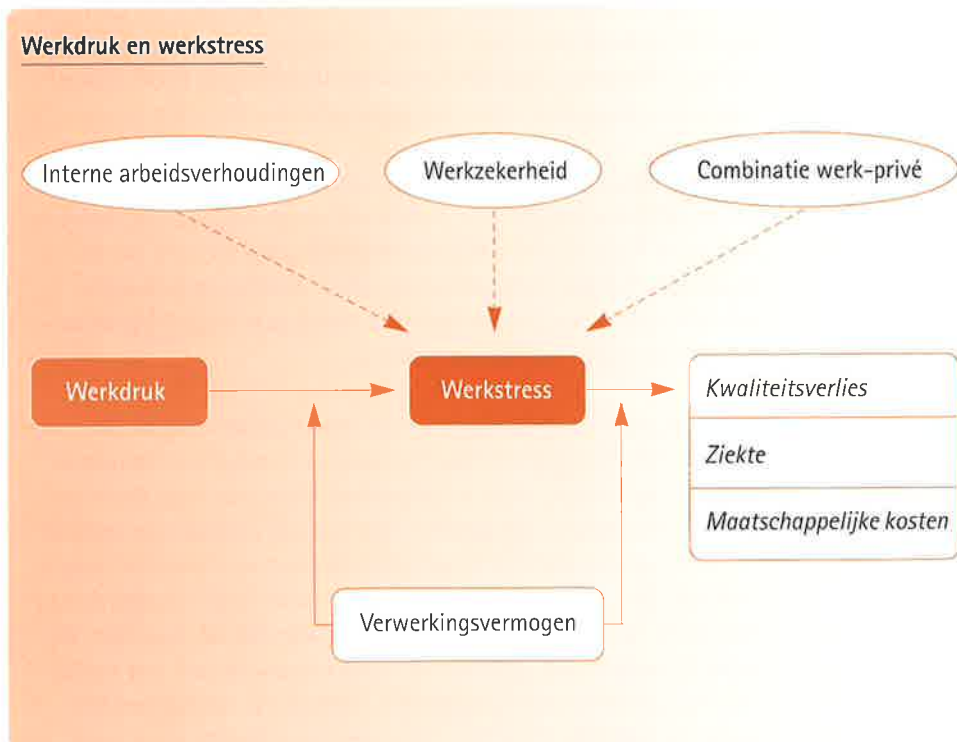 Werkdruk en werkstress
Interne arbeidsverhoudingen
Werkzekerheid
Combinatie werk-privé
Werkdruk
Werkstress
Kwaliteitsverlies
Ziekte
Maatschappelijke kosten
Verwerkingsvermogen